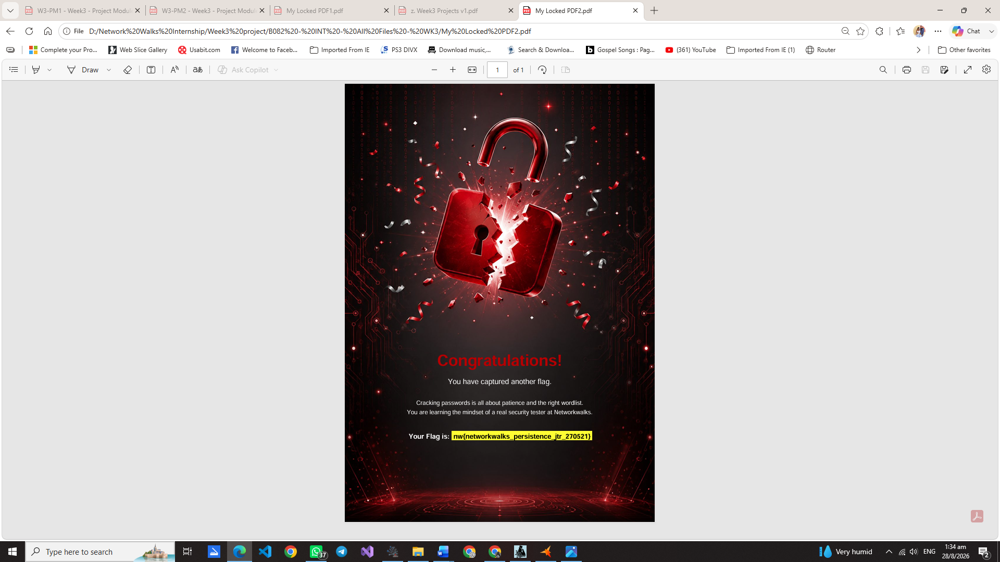 W3-PM1 - Week3 - Project Modul
W3-PM2 - Week3 - Project Modul
My Locked PDF1.pdf
z. Week3 Projects v1.pdf
My Locked PDF2.pdf
File
D:/Network%20Walks%20Internship/Week3%20project/B082%20-%20INT%20-%20All%20Files%20-%20WK3/My%20Locked%20PDF2.pdf
Chat
Complete your Pro...
Web Slice Gallery
Usabit.com
Welcome to Faceb...
Imported From IE
PS3 DIVX
Download music,...
Search & Downloa...
Gospel Songs : Pag...
(361) YouTube
Imported From IE (1)
Router
Other favorites
Draw
Ask Copilot
1
of 1
Congratulations!
You have captured another flag.
Cracking passwords is all about patience and the right wordlist.
You are learning the mindset of a real security tester at Networkwalks.
Your Flag is: nw{networkwalks_persistence_jtr_270521}
Type here to search
37
Very humid
ENG
1:34 am
28/8/2026
2